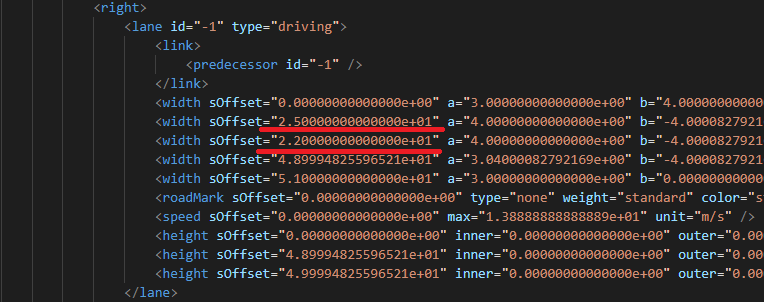 <right>
<lane id="-1" type="driving">
<link>
<predecessor id="-1" />
</link>
<width sOffset="0.00000000000000e+00" a="3.00000000000000e+00" b="4.00000000000
<width sOffset="2.50000000000000e+01" a="4.00000000000000e+00" b="-4.0000827921
<width sOffset="2.20000000000000e+01" a="4.00000000000000e+00" b="-4.0000827921
<width sOffset="4.89994825596521e+01" a="3.04000082792169e+00" b="-4.0000827921
<width sOffset="5.10000000000000e+01" a="3.00000000000000e+00" b="0.00000000000
<roadMark sOffset="0.00000000000000e+00" type="none" weight="standard" color="s
<speed sOffset="0.00000000000000e+00" max="1.38888888888889e+01" unit="m/s" />
<height sOffset="0.00000000000000e+00" inner="0.00000000000000e+00" outer="0.00
<height sOffset="4.89994825596521e+01" inner="0.00000000000000e+00" outer="0.00
<height sOffset="4.99994825596521e+01" inner="0.00000000000000e+00" outer="0.00
</lane>